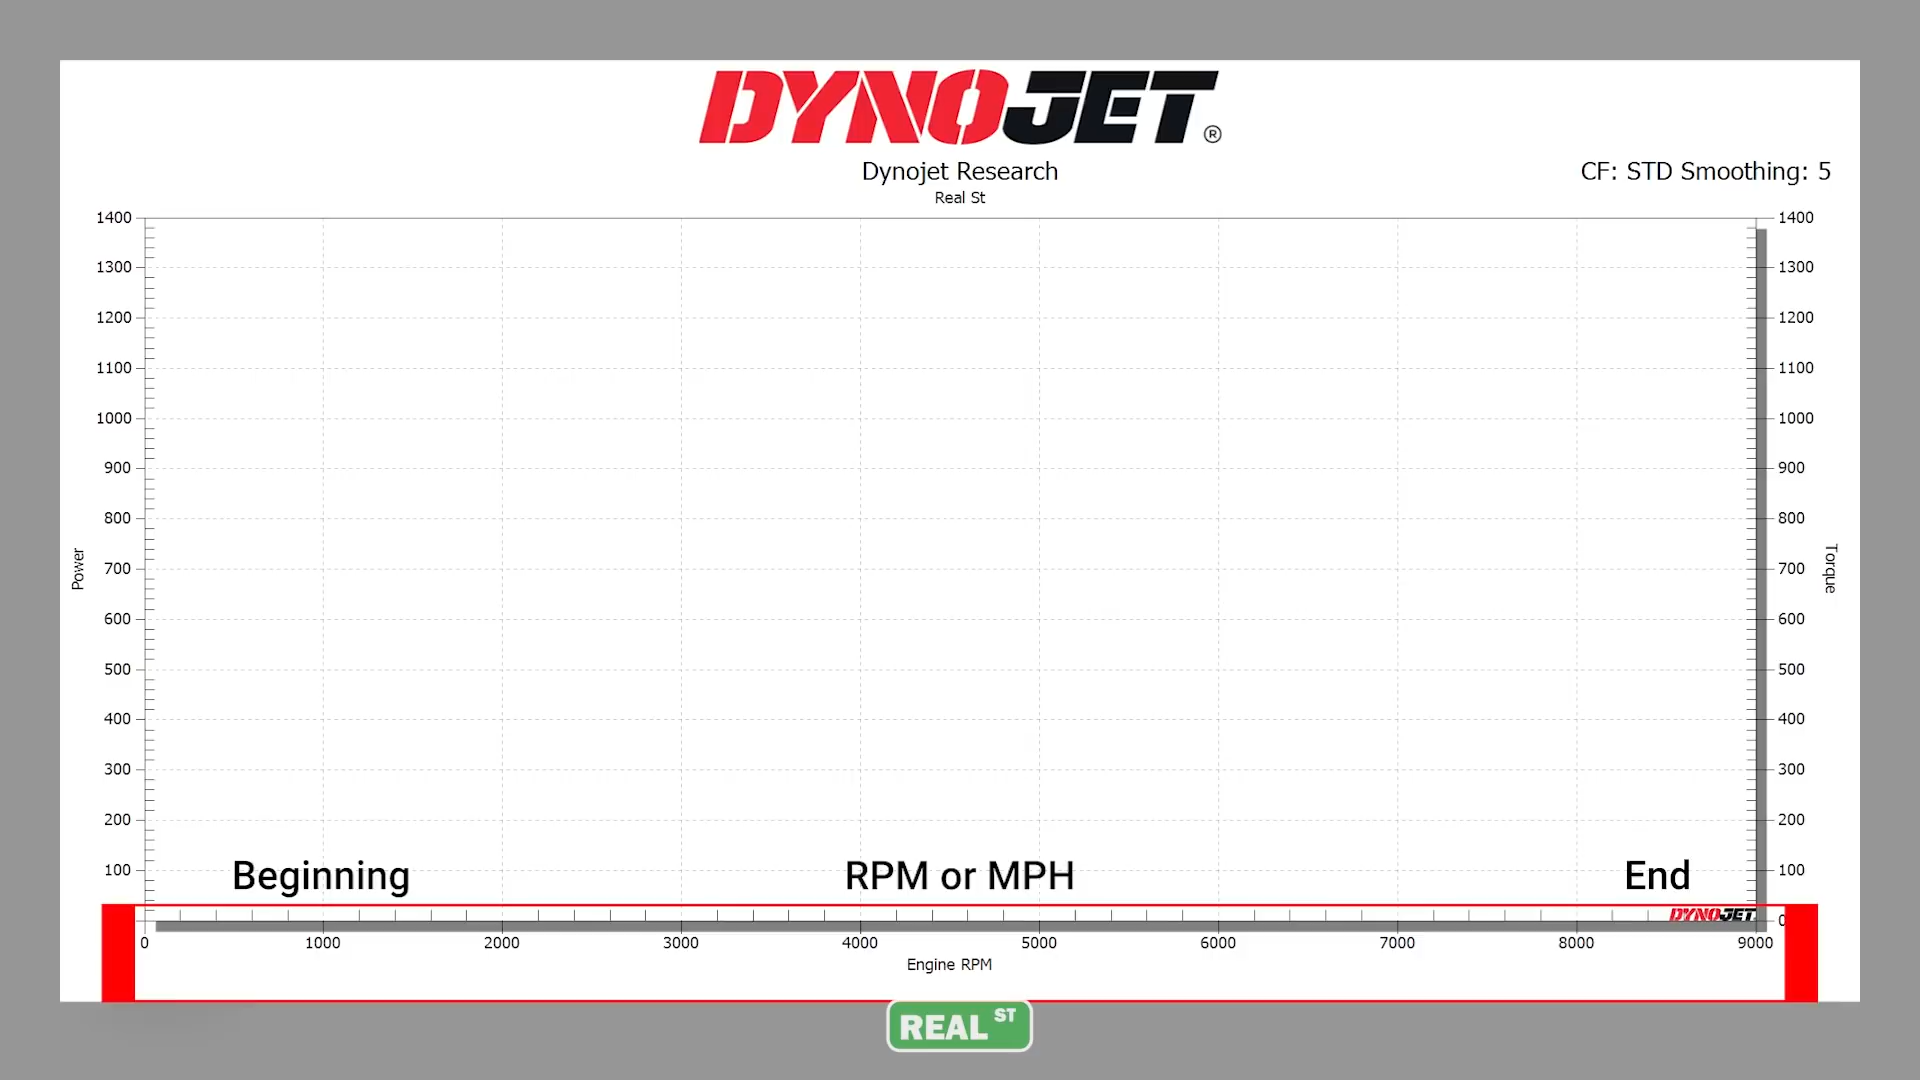 DYNOJET®
Dynojet Research
CF: STD Smoothing: 5
Real St
1400 1400
1300 1300
1200 1200
1100 1100
1000 1000
900 900
800 800
700 700
Power
Torque
600 600
500 500
400 400
300 300
200 200
100 Beginning RPM or MPH End 100
DYNOJET 0
0 1000 2000 3000 4000 5000 6000 7000 8000 9000
Engine RPM
REAL ST